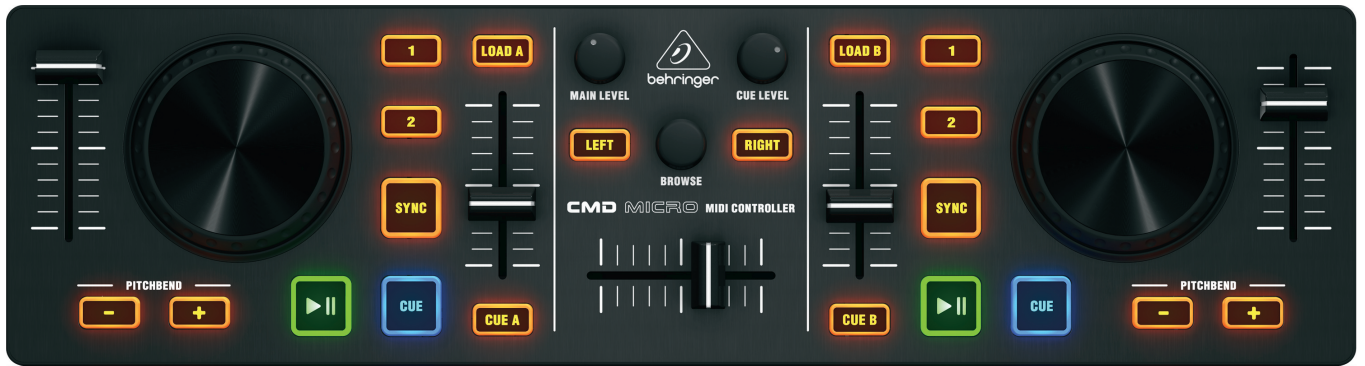 1
LOAD A
2
SYNC
PITCHBEND
-
+
CUE
CUE A
MAIN LEVEL
behringer
CUE LEVEL
LEFT
RIGHT
BROWSE
CMD MICRO MIDI CONTROLLER
LOAD B
1
2
SYNC
CUE B
CUE
PITCHBEND
-
+